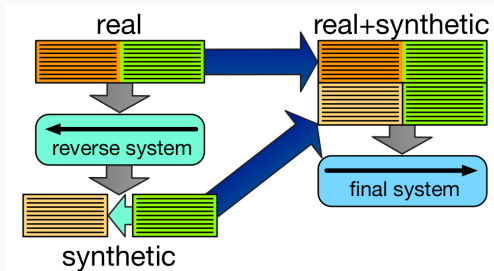 real
real+synthetic
reverse system
final system
synthetic